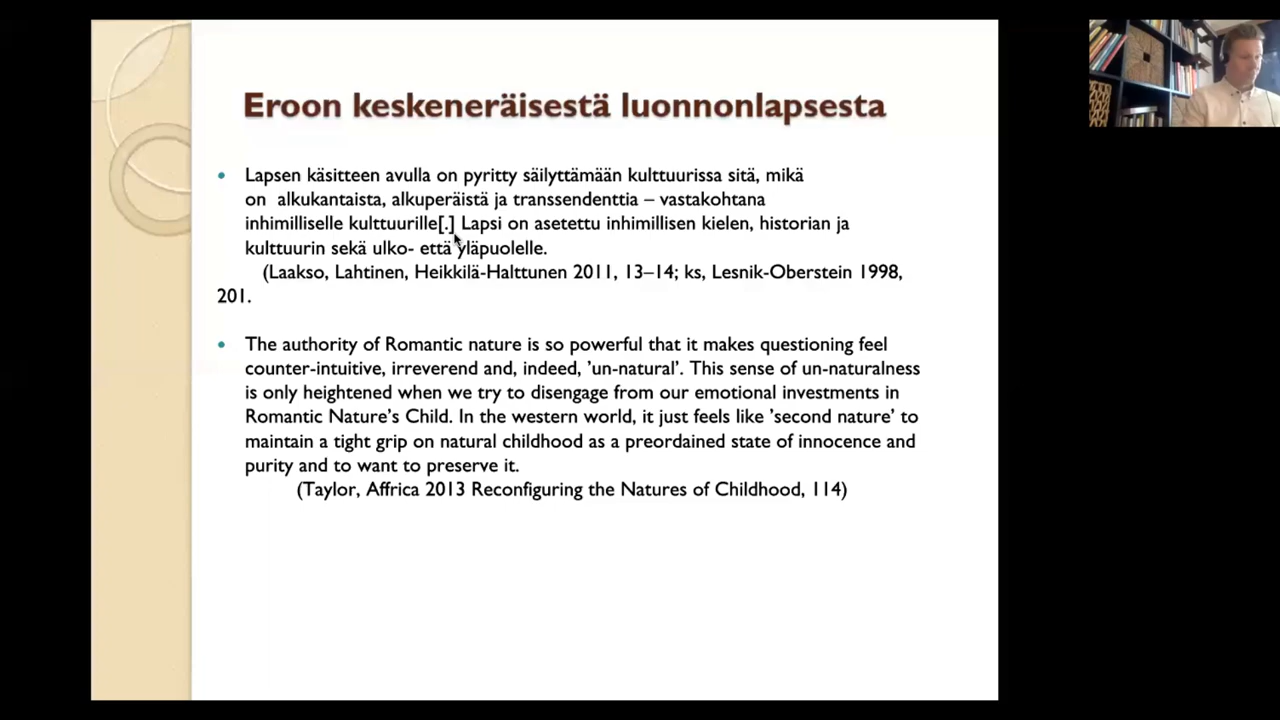 Eroon keskeneräisestä luonnonlapsesta
• Lapsen käsitteen avulla on pyritty säilyttämään kulttuurissa sitä, mikä
on alkukantaista, alkuperäistä ja transsendenttia – vastakohtana
inhimilliselle kulttuurille[.] Lapsi on asetettu inhimillisen kielen, historian ja
kulttuurin sekä ulko- että yläpuolelle.
(Laakso, Lahtinen, Heikkilä-Halttunen 2011, 13–14; ks, Lesnik-Oberstein 1998,
201.
• The authority of Romantic nature is so powerful that it makes questioning feel
counter-intuitive, irreverend and, indeed, ’un-natural’. This sense of un-naturalness
is only heightened when we try to disengage from our emotional investments in
Romantic Nature’s Child. In the western world, it just feels like ’second nature’ to
maintain a tight grip on natural childhood as a preordained state of innocence and
purity and to want to preserve it.
(Taylor, Affrica 2013 Reconfiguring the Natures of Childhood, 114)